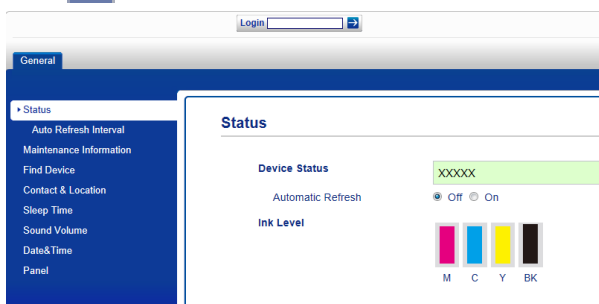 Login
General
Status
Auto Refresh Interval
Maintenance Information
Find Device
Contact & Location
Sleep Time
Sound Volume
Date&Time
Panel
Status
Device Status XXXXX
Automatic Refresh Off On
Ink Level
M C Y BK